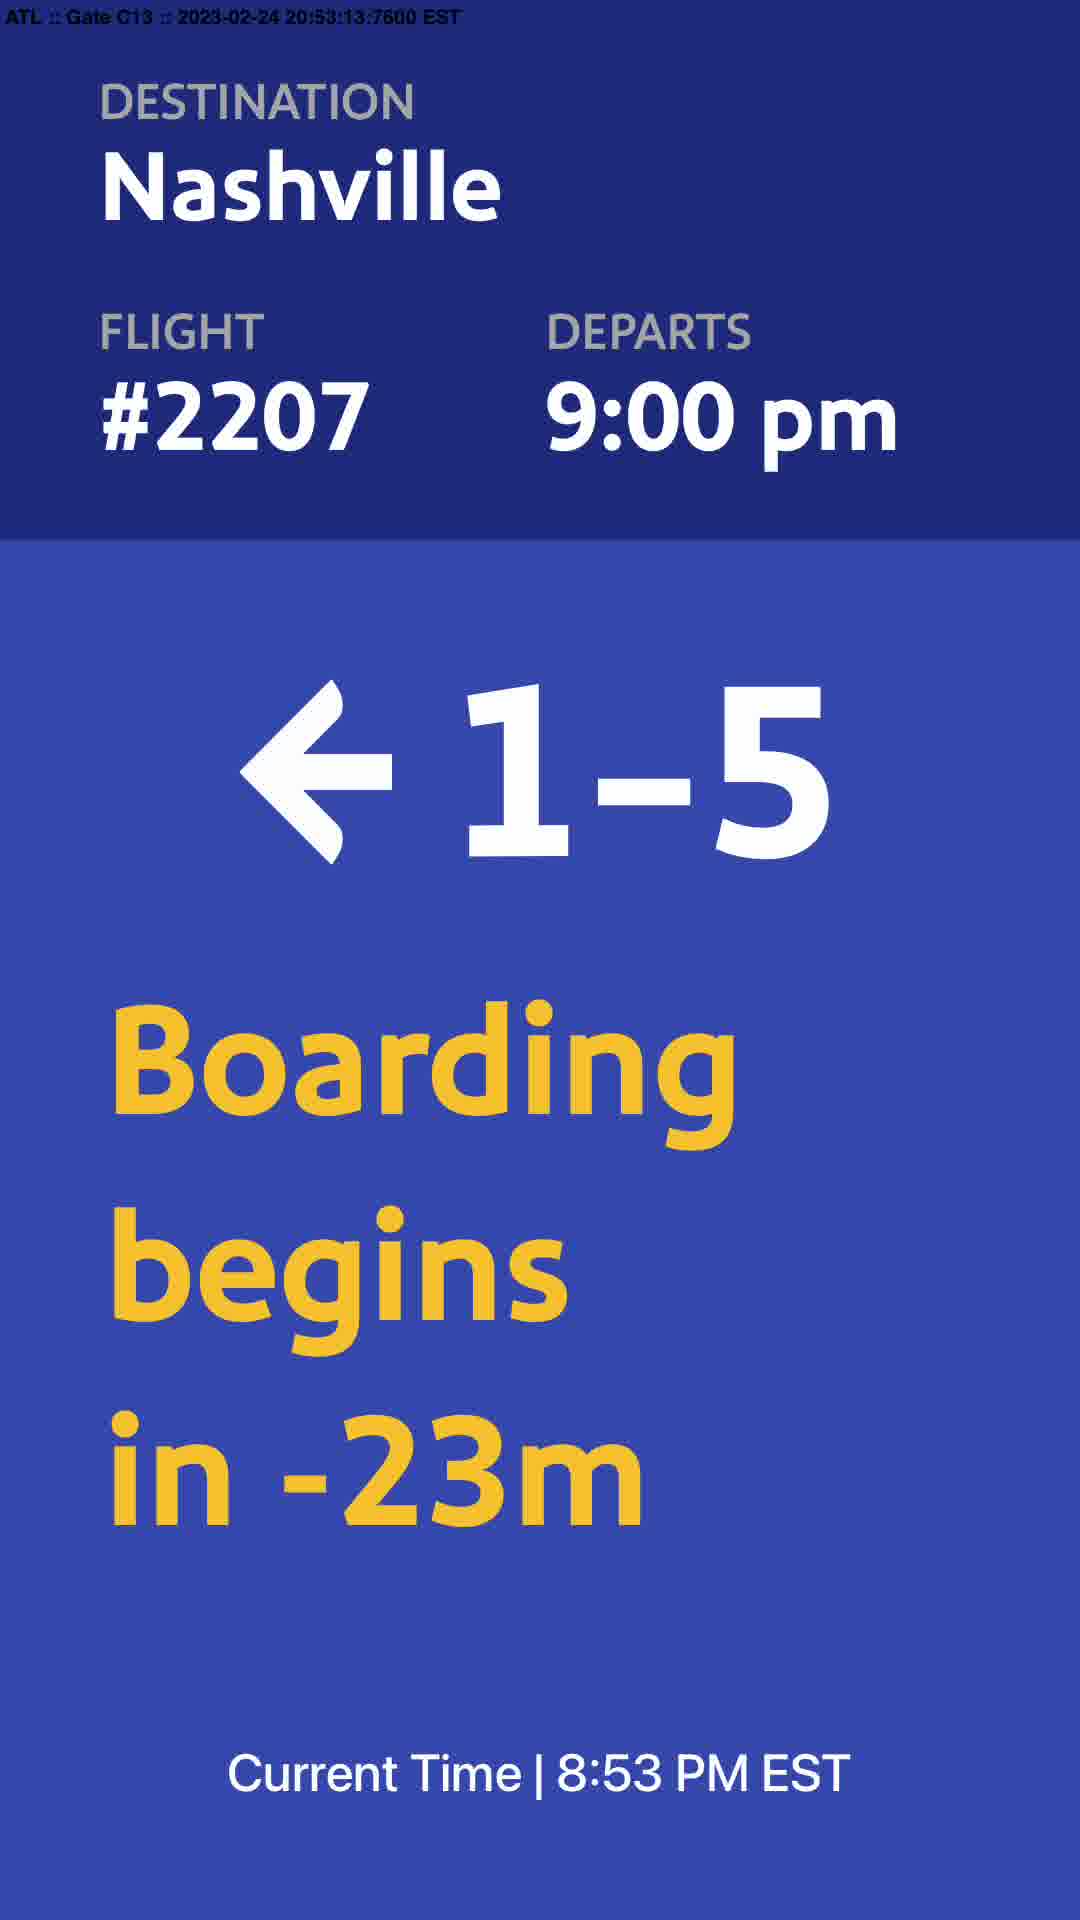 ATL :: Gate C13 :: 2023-02-24 20:53:13:7600 EST
DESTINATION
Nashville
FLIGHT DEPARTS
#2207 9:00 pm
← 1–5
Boarding
begins
in -23m
Current Time | 8:53 PM EST